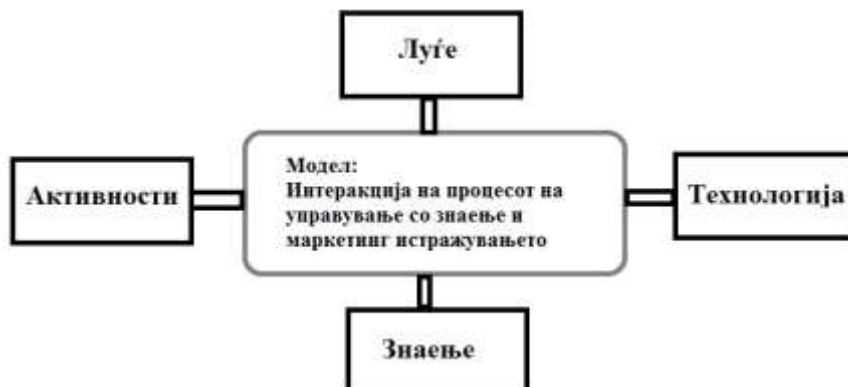 Луѓе
Активности
Модел:
Интеракција на процесот на
управување со знаење и
маркетинг истражувањето
Технологија
Знаење